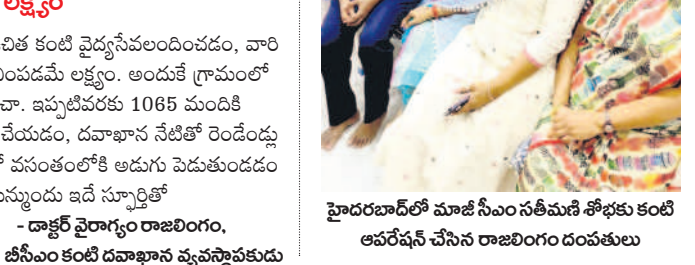 లక్ష్యం
చిత కంటి వైద్యసేవలందించడం, వారి
ంపడమే లక్ష్యం. అందుకే గ్రామంలో
చా. ఇప్పటివరకు 1065 మందికి
చేయడం, దవాఖాన నేటితో రెండేండ్లు
వసంతంలోకి అడుగు పెడుతుండడం
మున్ముందు ఇదే స్ఫూర్తితో
- డాక్టర్ వైరాగ్యం రాజలింగం,
బీసీఎం కంటి దవాఖాన వ్యవస్థాపకుడు
హైదరబాద్‌లో మాజీ సీఎం సతీమణి శోభకు కంటి
ఆపరేషన్ చేసిన రాజలింగం దంపతులు